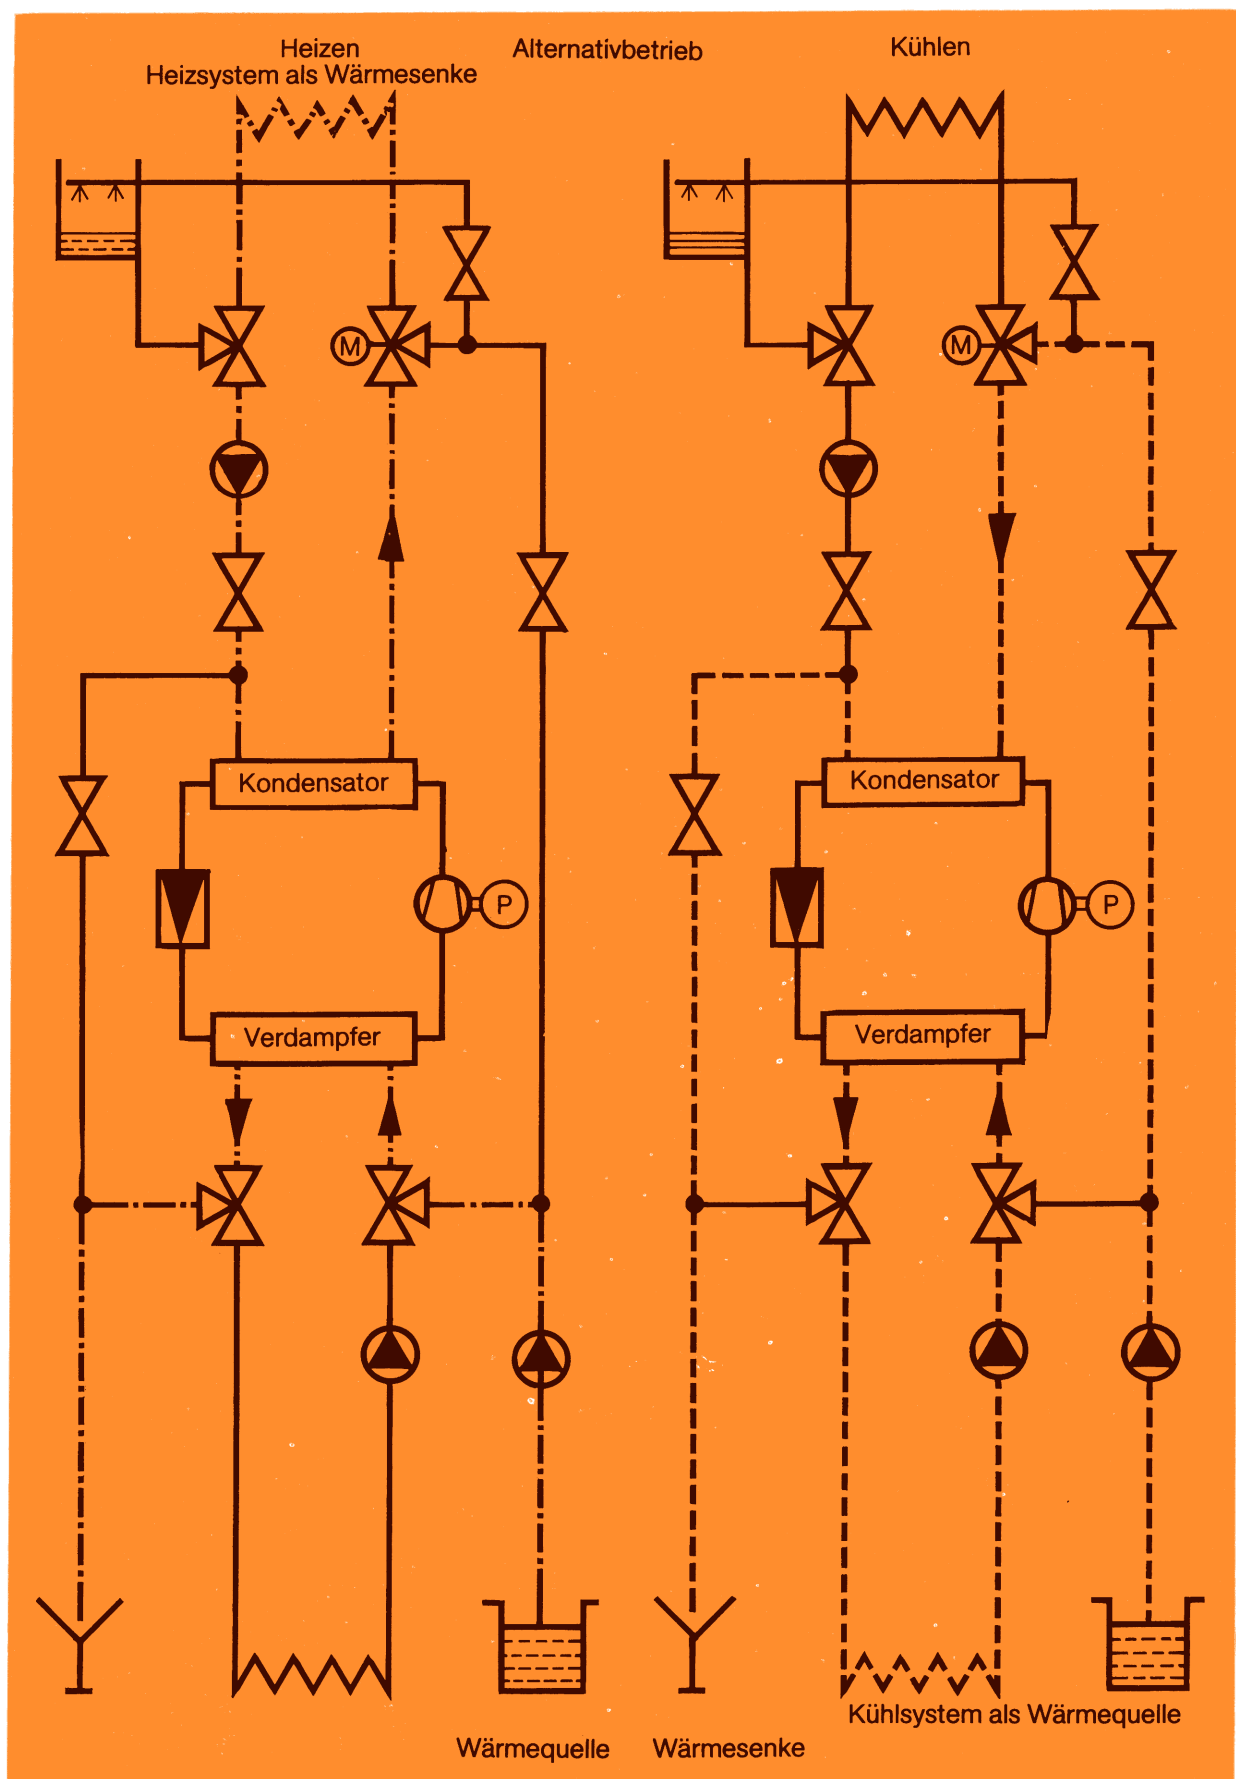 Heizen
Heizsystem als Wärmesenke
Alternativbetrieb
Kühlen
M
M
Kondensator
Kondensator
P
P
Verdampfer
Verdampfer
Kühlsystem als Wärmequelle
Wärmequelle
Wärmesenke